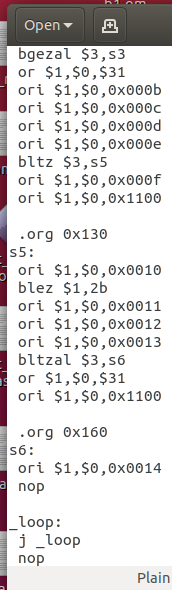 Open
bgezal $3,s3
or $1,$0,$31
ori $1,$0,0x000b
ori $1,$0,0x000c
ori $1,$0,0x000d
ori $1,$0,0x000e
bltz $3,s5
ori $1,$0,0x000f
ori $1,$0,0x1100
.org 0x130
s5:
ori $1,$0,0x0010
blez $1,2b
ori $1,$0,0x0011
ori $1,$0,0x0012
ori $1,$0,0x0013
bltzal $3,s6
or $1,$0,$31
ori $1,$0,0x1100
.org 0x160
s6:
ori $1,$0,0x0014
nop
_loop:
j _loop
nop
Plain